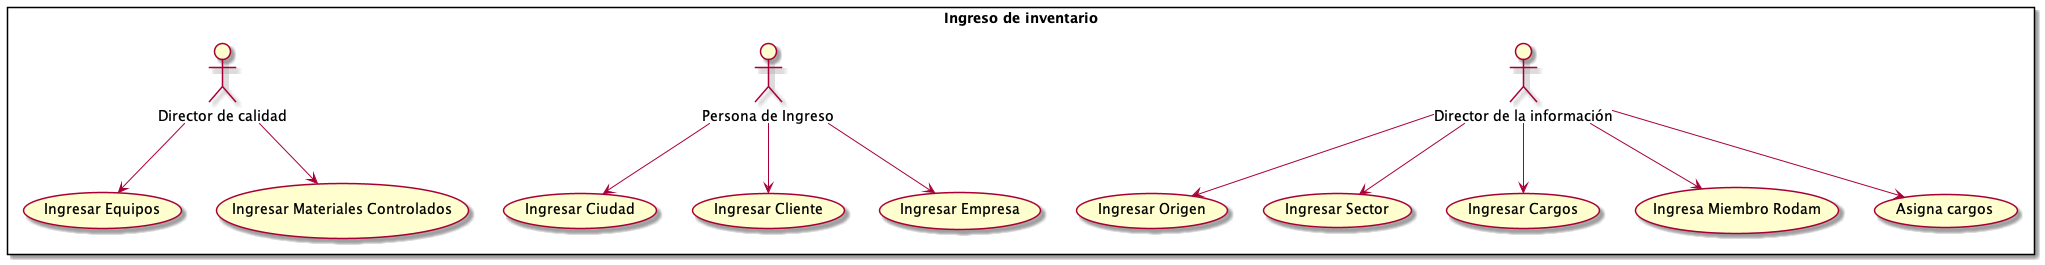 Ingreso de inventario
Director de calidad
Persona de Ingreso
Director de la información
Ingresar Equipos
Ingresar Materiales Controlados
Ingresar Ciudad
Ingresar Cliente
Ingresar Empresa
Ingresar Origen
Ingresar Sector
Ingresar Cargos
Ingresa Miembro Rodam
Asigna cargos